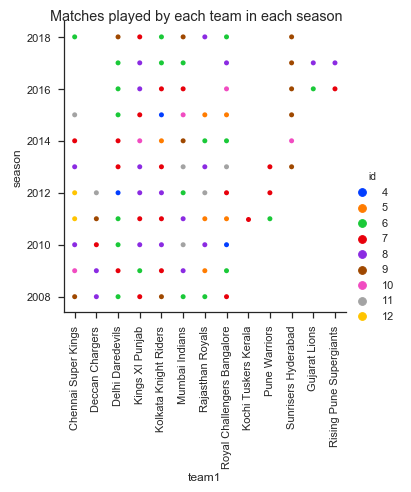 Matches played by each team in each season
season
2018
2016
2014
2012
2010
2008
id
4
5
6
7
8
9
10
11
12
Chennai Super Kings
Deccan Chargers
Delhi Daredevils
Kings XI Punjab
Kolkata Knight Riders
Mumbai Indians
Rajasthan Royals
Royal Challengers Bangalore
Kochi Tuskers Kerala
Pune Warriors
Sunrisers Hyderabad
Gujarat Lions
Rising Pune Supergiants
team1